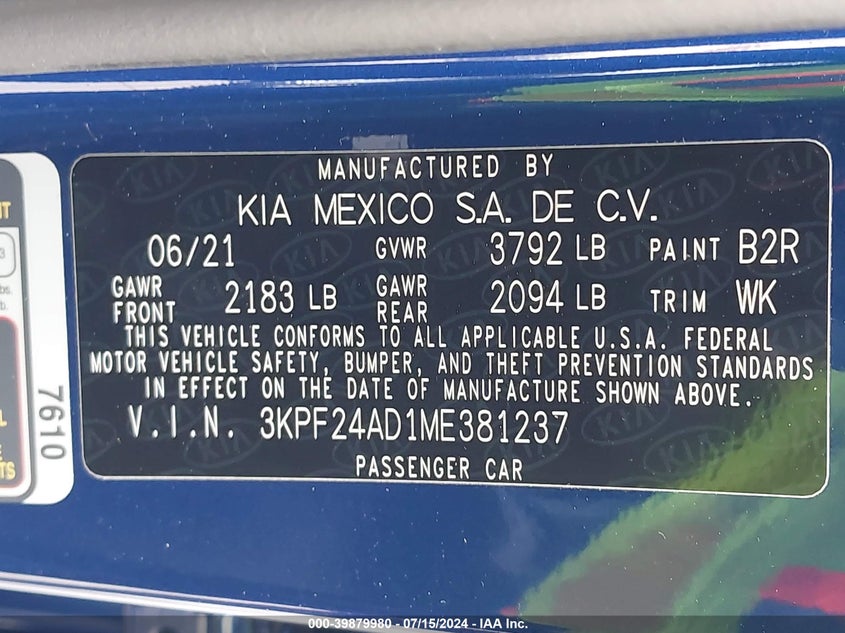 MANUFACTURED BY
KIA MEXICO S.A. DE C.V.
06/21 GVWR 3792 LB PAINT B2R
GAWR FRONT 2183 LB GAWR REAR 2094 LB TRIM WK
THIS VEHICLE CONFORMS TO ALL APPLICABLE U.S.A. FEDERAL
MOTOR VEHICLE SAFETY, BUMPER, AND THEFT PREVENTION STANDARDS
IN EFFECT ON THE DATE OF MANUFACTURE SHOWN ABOVE.
V.I.N. 3KPF24AD1ME381237
PASSENGER CAR
7610
000-39879980 - 07/15/2024 - IAA Inc.